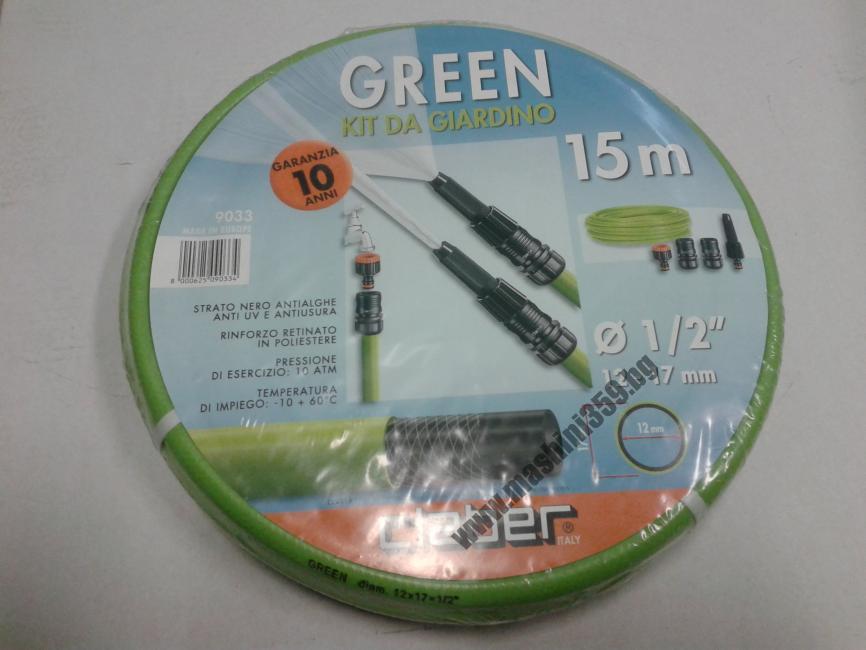 GREEN
KIT DA GIARDINO
15 m
GARANZIA
10
ANNI
9033
MADE IN EUROPE
8 000625 090334
STRATO NERO ANTIALGHE
ANTI UV E ANTIUSURA
RINFORZO RETINATO
IN POLIESTERE
PRESSIONE
DI ESERCIZIO: 10 ATM
TEMPERATURA
DI IMPIEGO: -10 + 60°C
Ø 1/2"
12 17 mm
12 mm
www.mashini359.bg
claber®
ITALY
GREEN diam. 12x17=1/2"